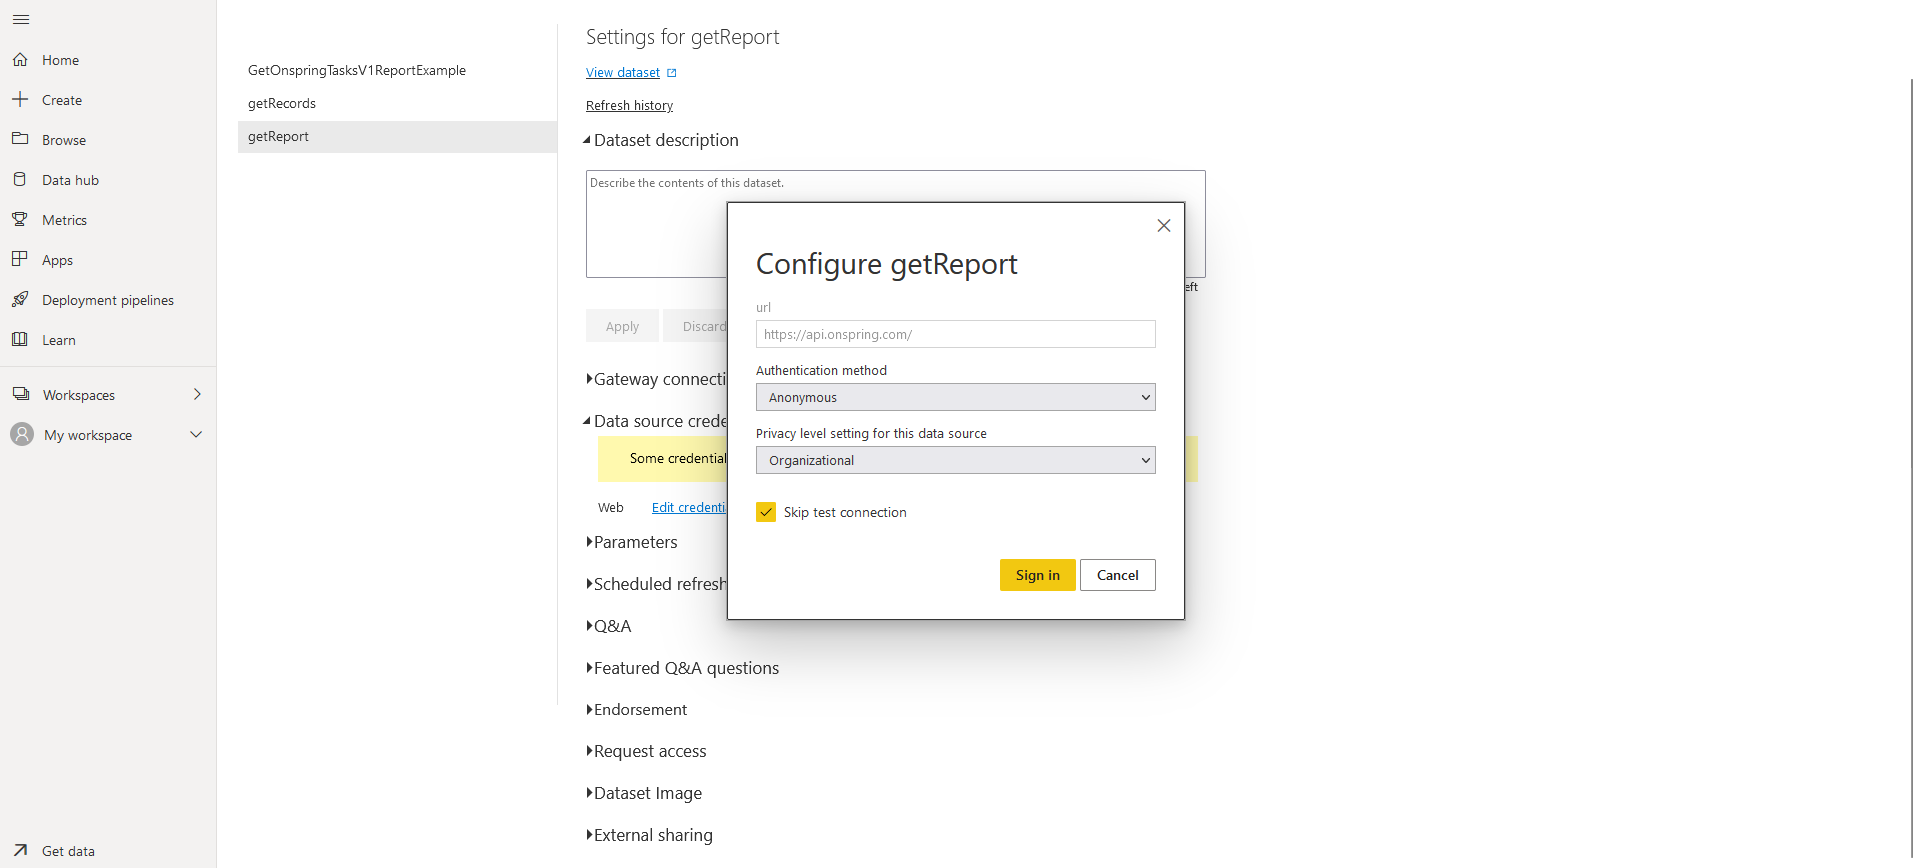 Home
Create
Browse
Data hub
Metrics
Apps
Deployment pipelines
Learn
Workspaces
My workspace
Get data
GetOnspringTasksV1ReportExample
getRecords
getReport
Settings for getReport
View dataset
Refresh history
Dataset description
Describe the contents of this dataset.
eft
Apply
Discard
Gateway connecti
Data source crede
Some credential
Web
Edit credenti
Parameters
Scheduled refresh
Q&A
Featured Q&A questions
Endorsement
Request access
Dataset Image
External sharing
Configure getReport
url
https://api.onspring.com/
Authentication method
Anonymous
Privacy level setting for this data source
Organizational
Skip test connection
Sign in
Cancel